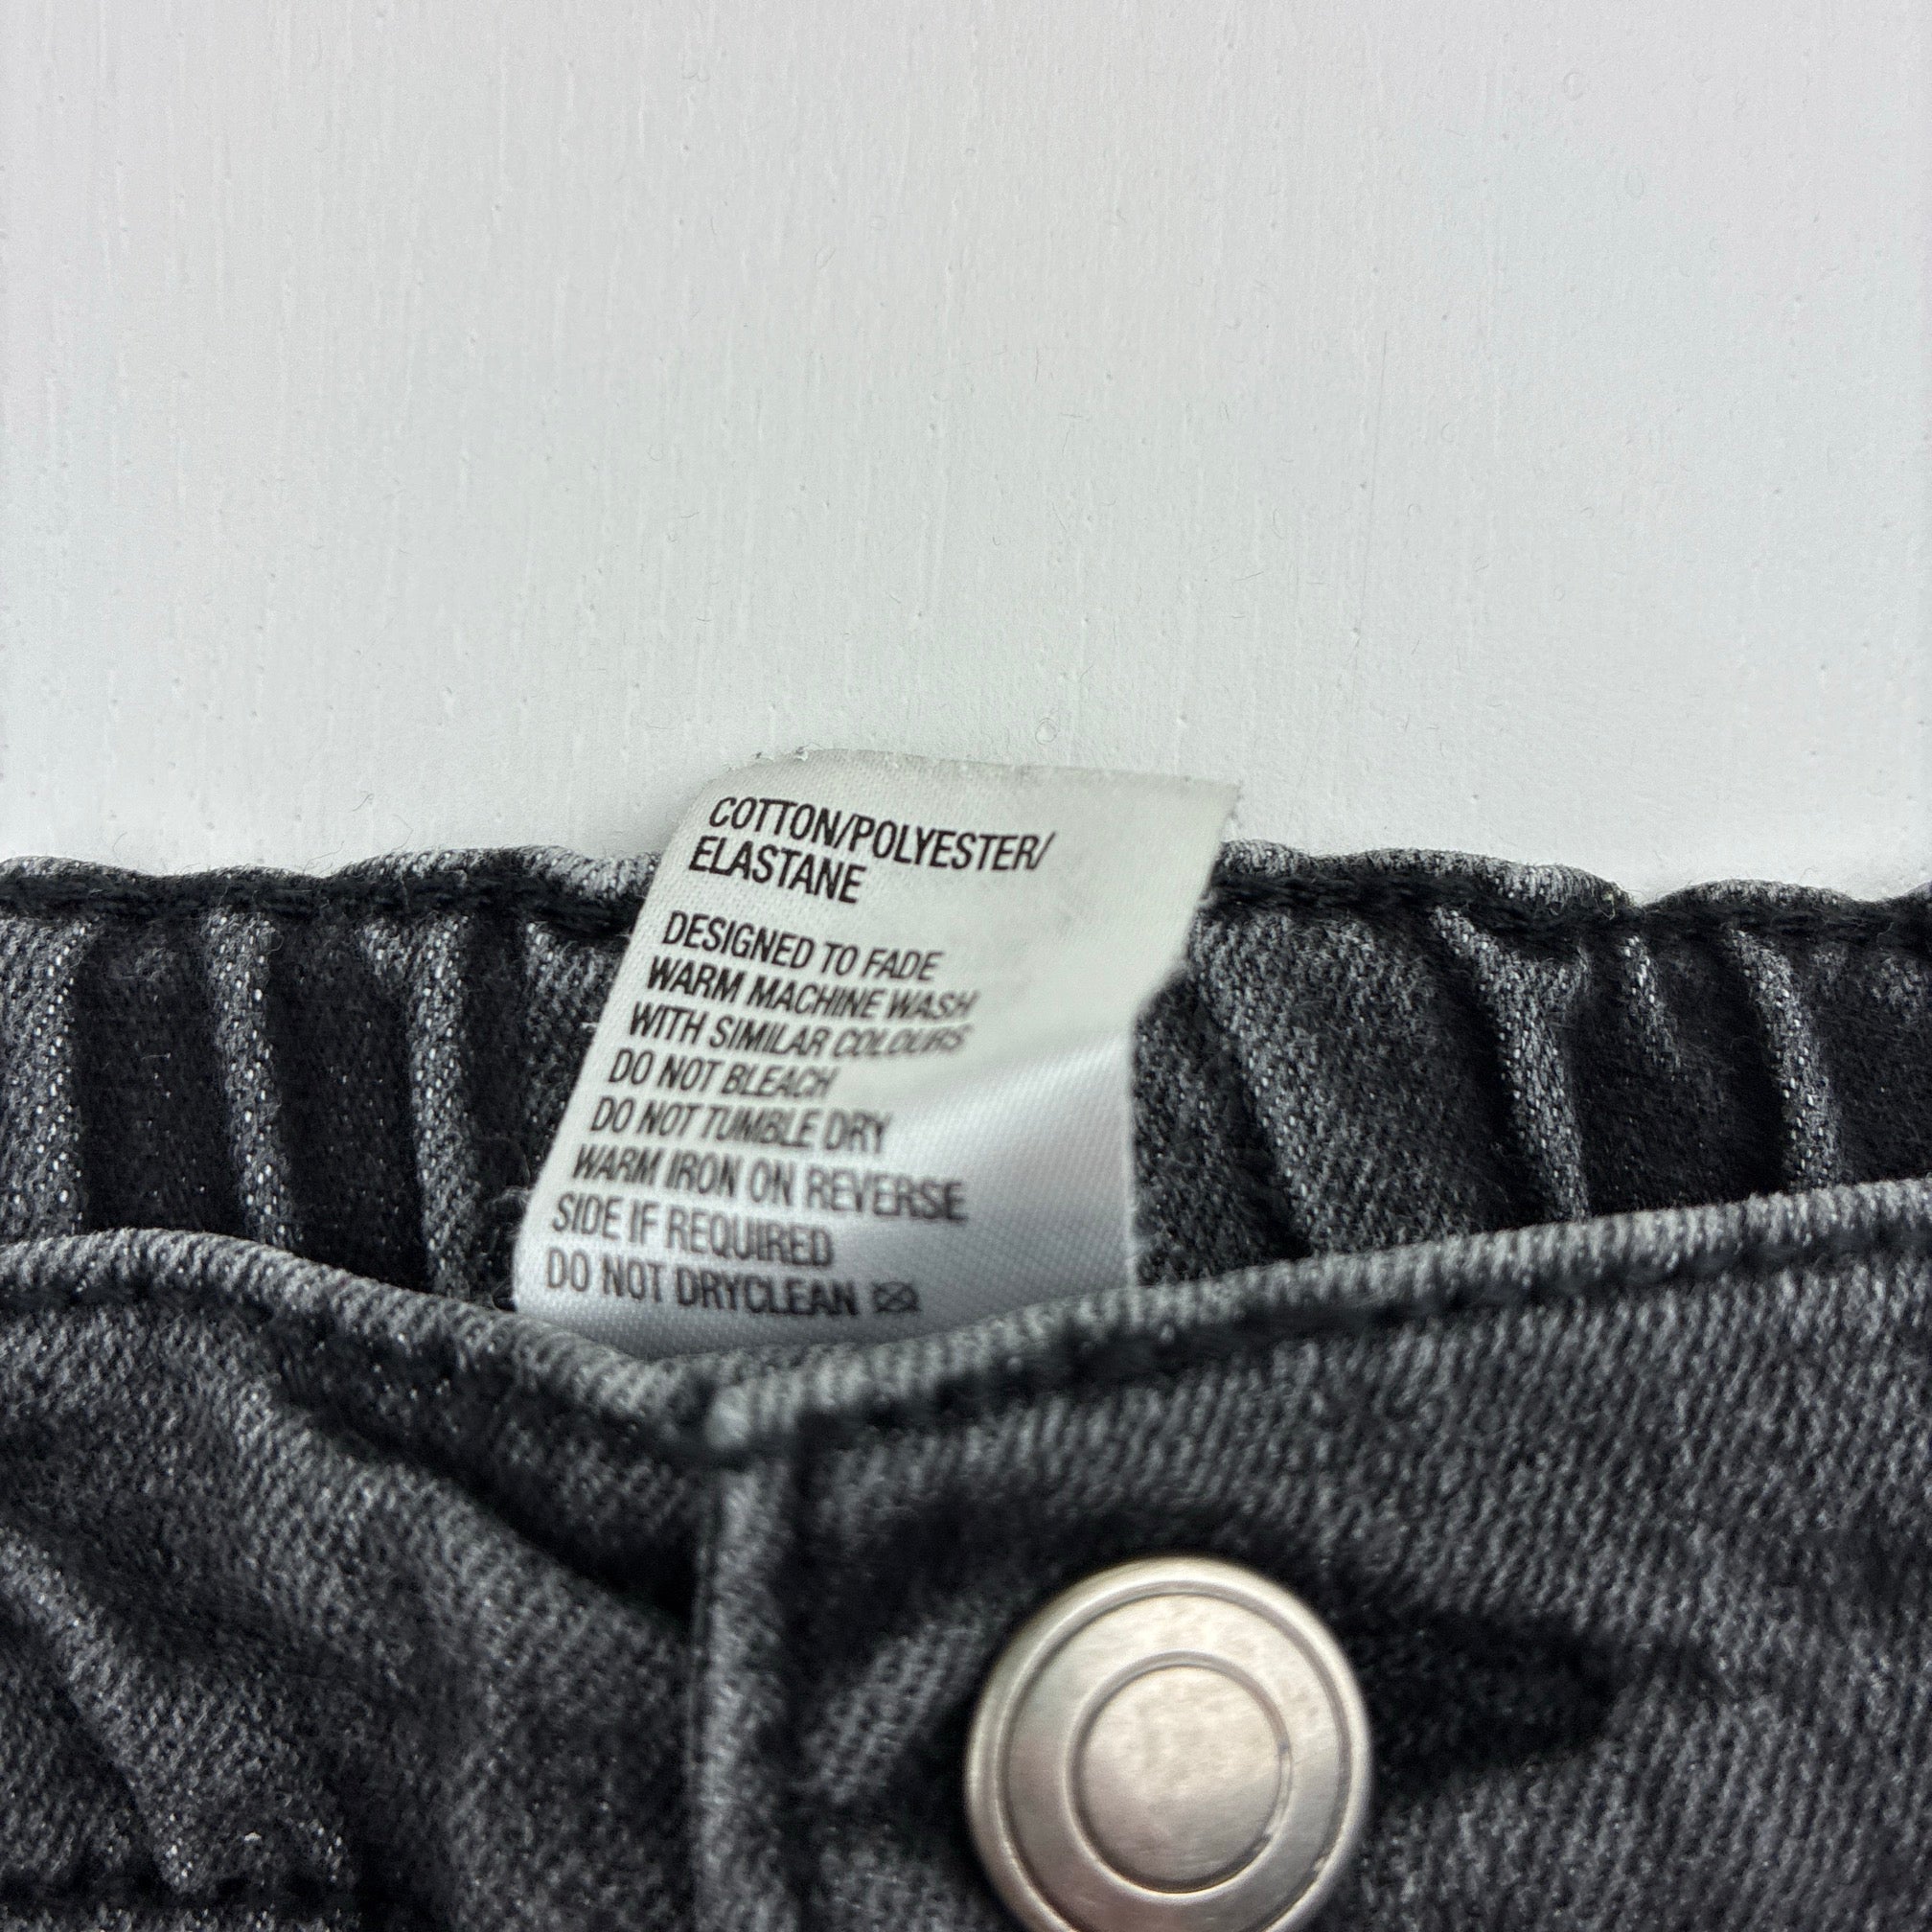 COTTON/POLYESTER/
ELASTANE
DESIGNED TO FADE
WARM MACHINE WASH
WITH SIMILAR COLOURS
DO NOT BLEACH
DO NOT TUMBLE DRY
WARM IRON ON REVERSE
SIDE IF REQUIRED
DO NOT DRYCLEAN